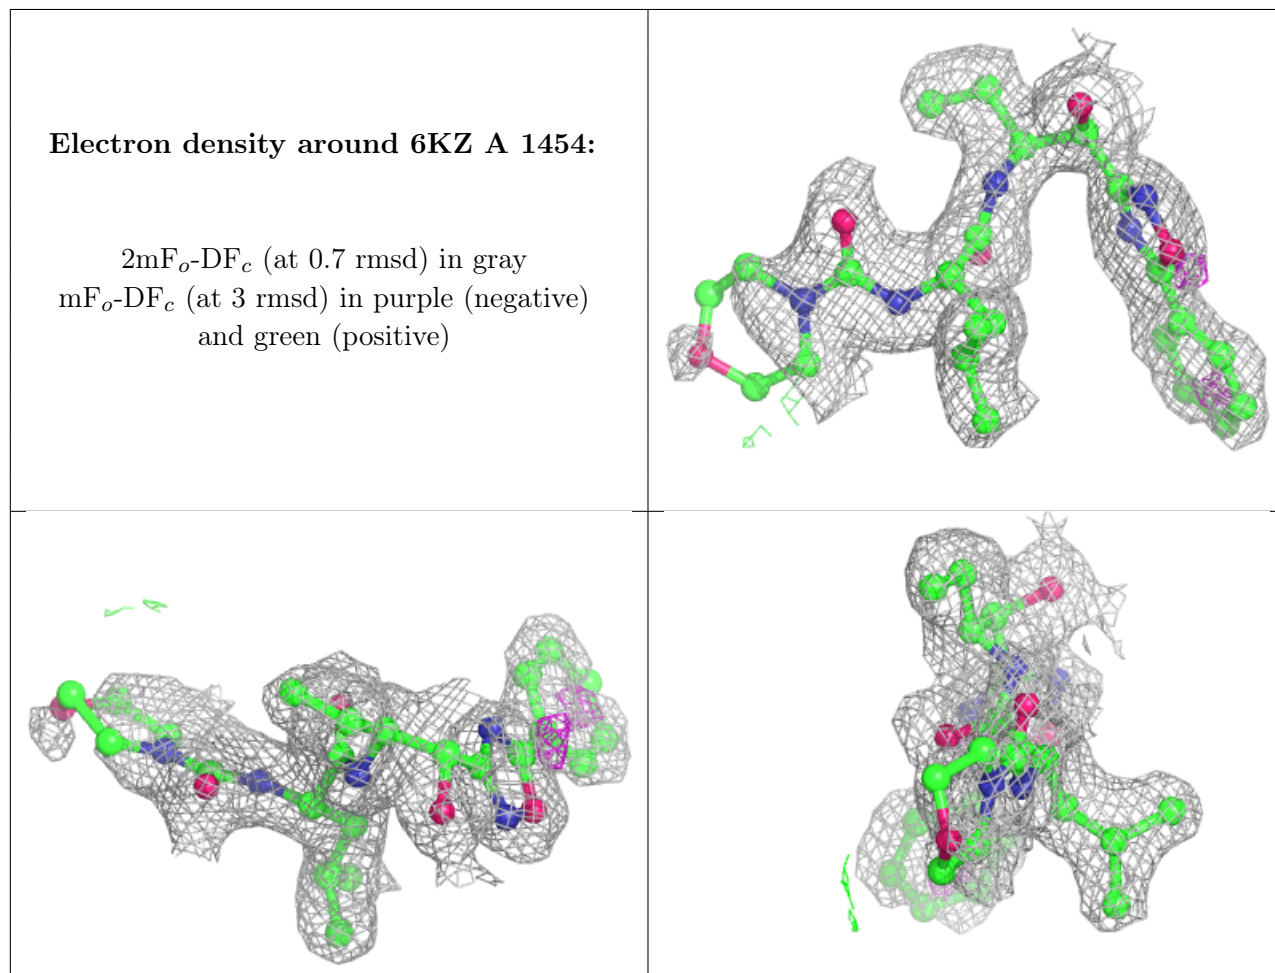 Electron density around 6KZ A 1454:
2mFo-DFc (at 0.7 rmsd) in gray
mFo-DFc (at 3 rmsd) in purple (negative)
and green (positive)